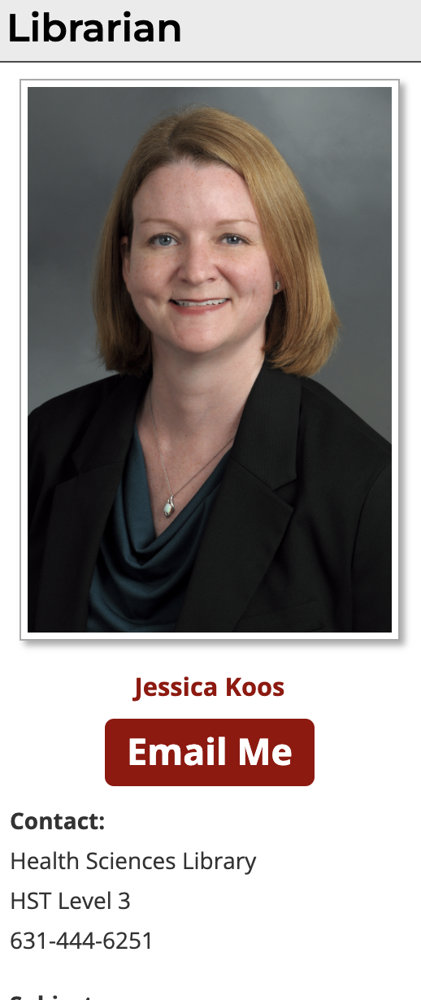 Librarian
Jessica Koos
Email Me
Contact:
Health Sciences Library
HST Level 3
631-444-6251